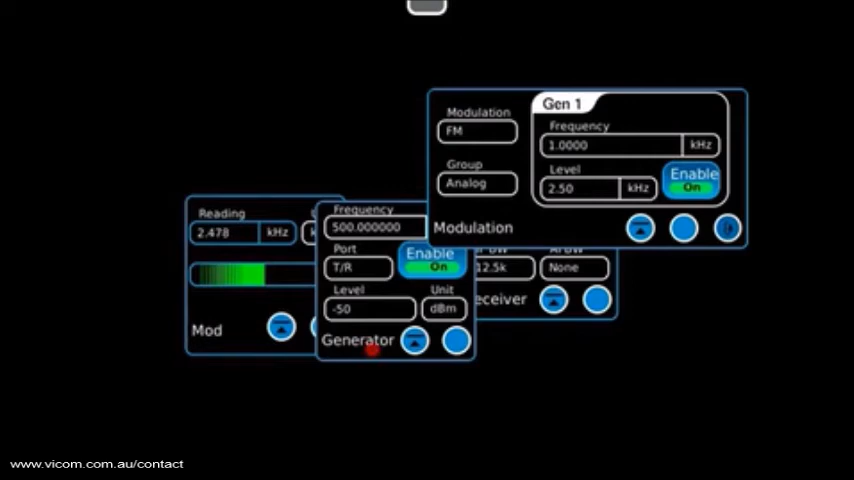 Gen 1
Modulation
FM
Frequency
1.0000 kHz
Group
Analog
Level
2.50 kHz
Enable
On
Modulation
Reading
2.478 kHz
Mod
Frequency
500.000000
Port
T/R
Enable
On
Level
-50
Unit
dBm
Generator
12.5k
None
eceiver
www.vicom.com.au/contact